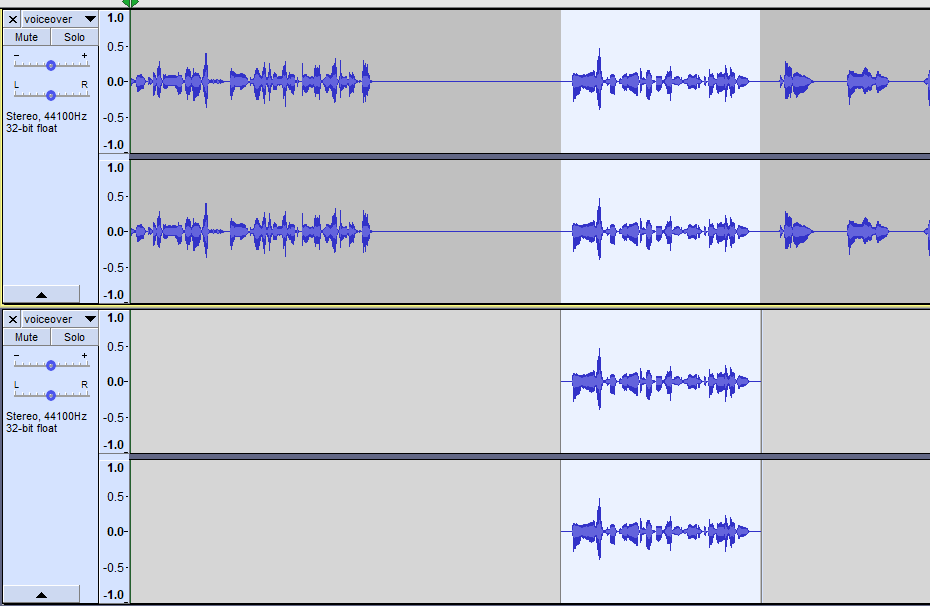 voiceover
Mute Solo
- +
L R
Stereo, 44100Hz
32-bit float
1.0
0.5-
0.0-
-0.5-
-1.0
1.0
0.5-
0.0-
-0.5-
-1.0
voiceover
Mute Solo
- +
L R
Stereo, 44100Hz
32-bit float
1.0
0.5-
0.0-
-0.5-
-1.0
1.0
0.5-
0.0-
-0.5-
-1.0